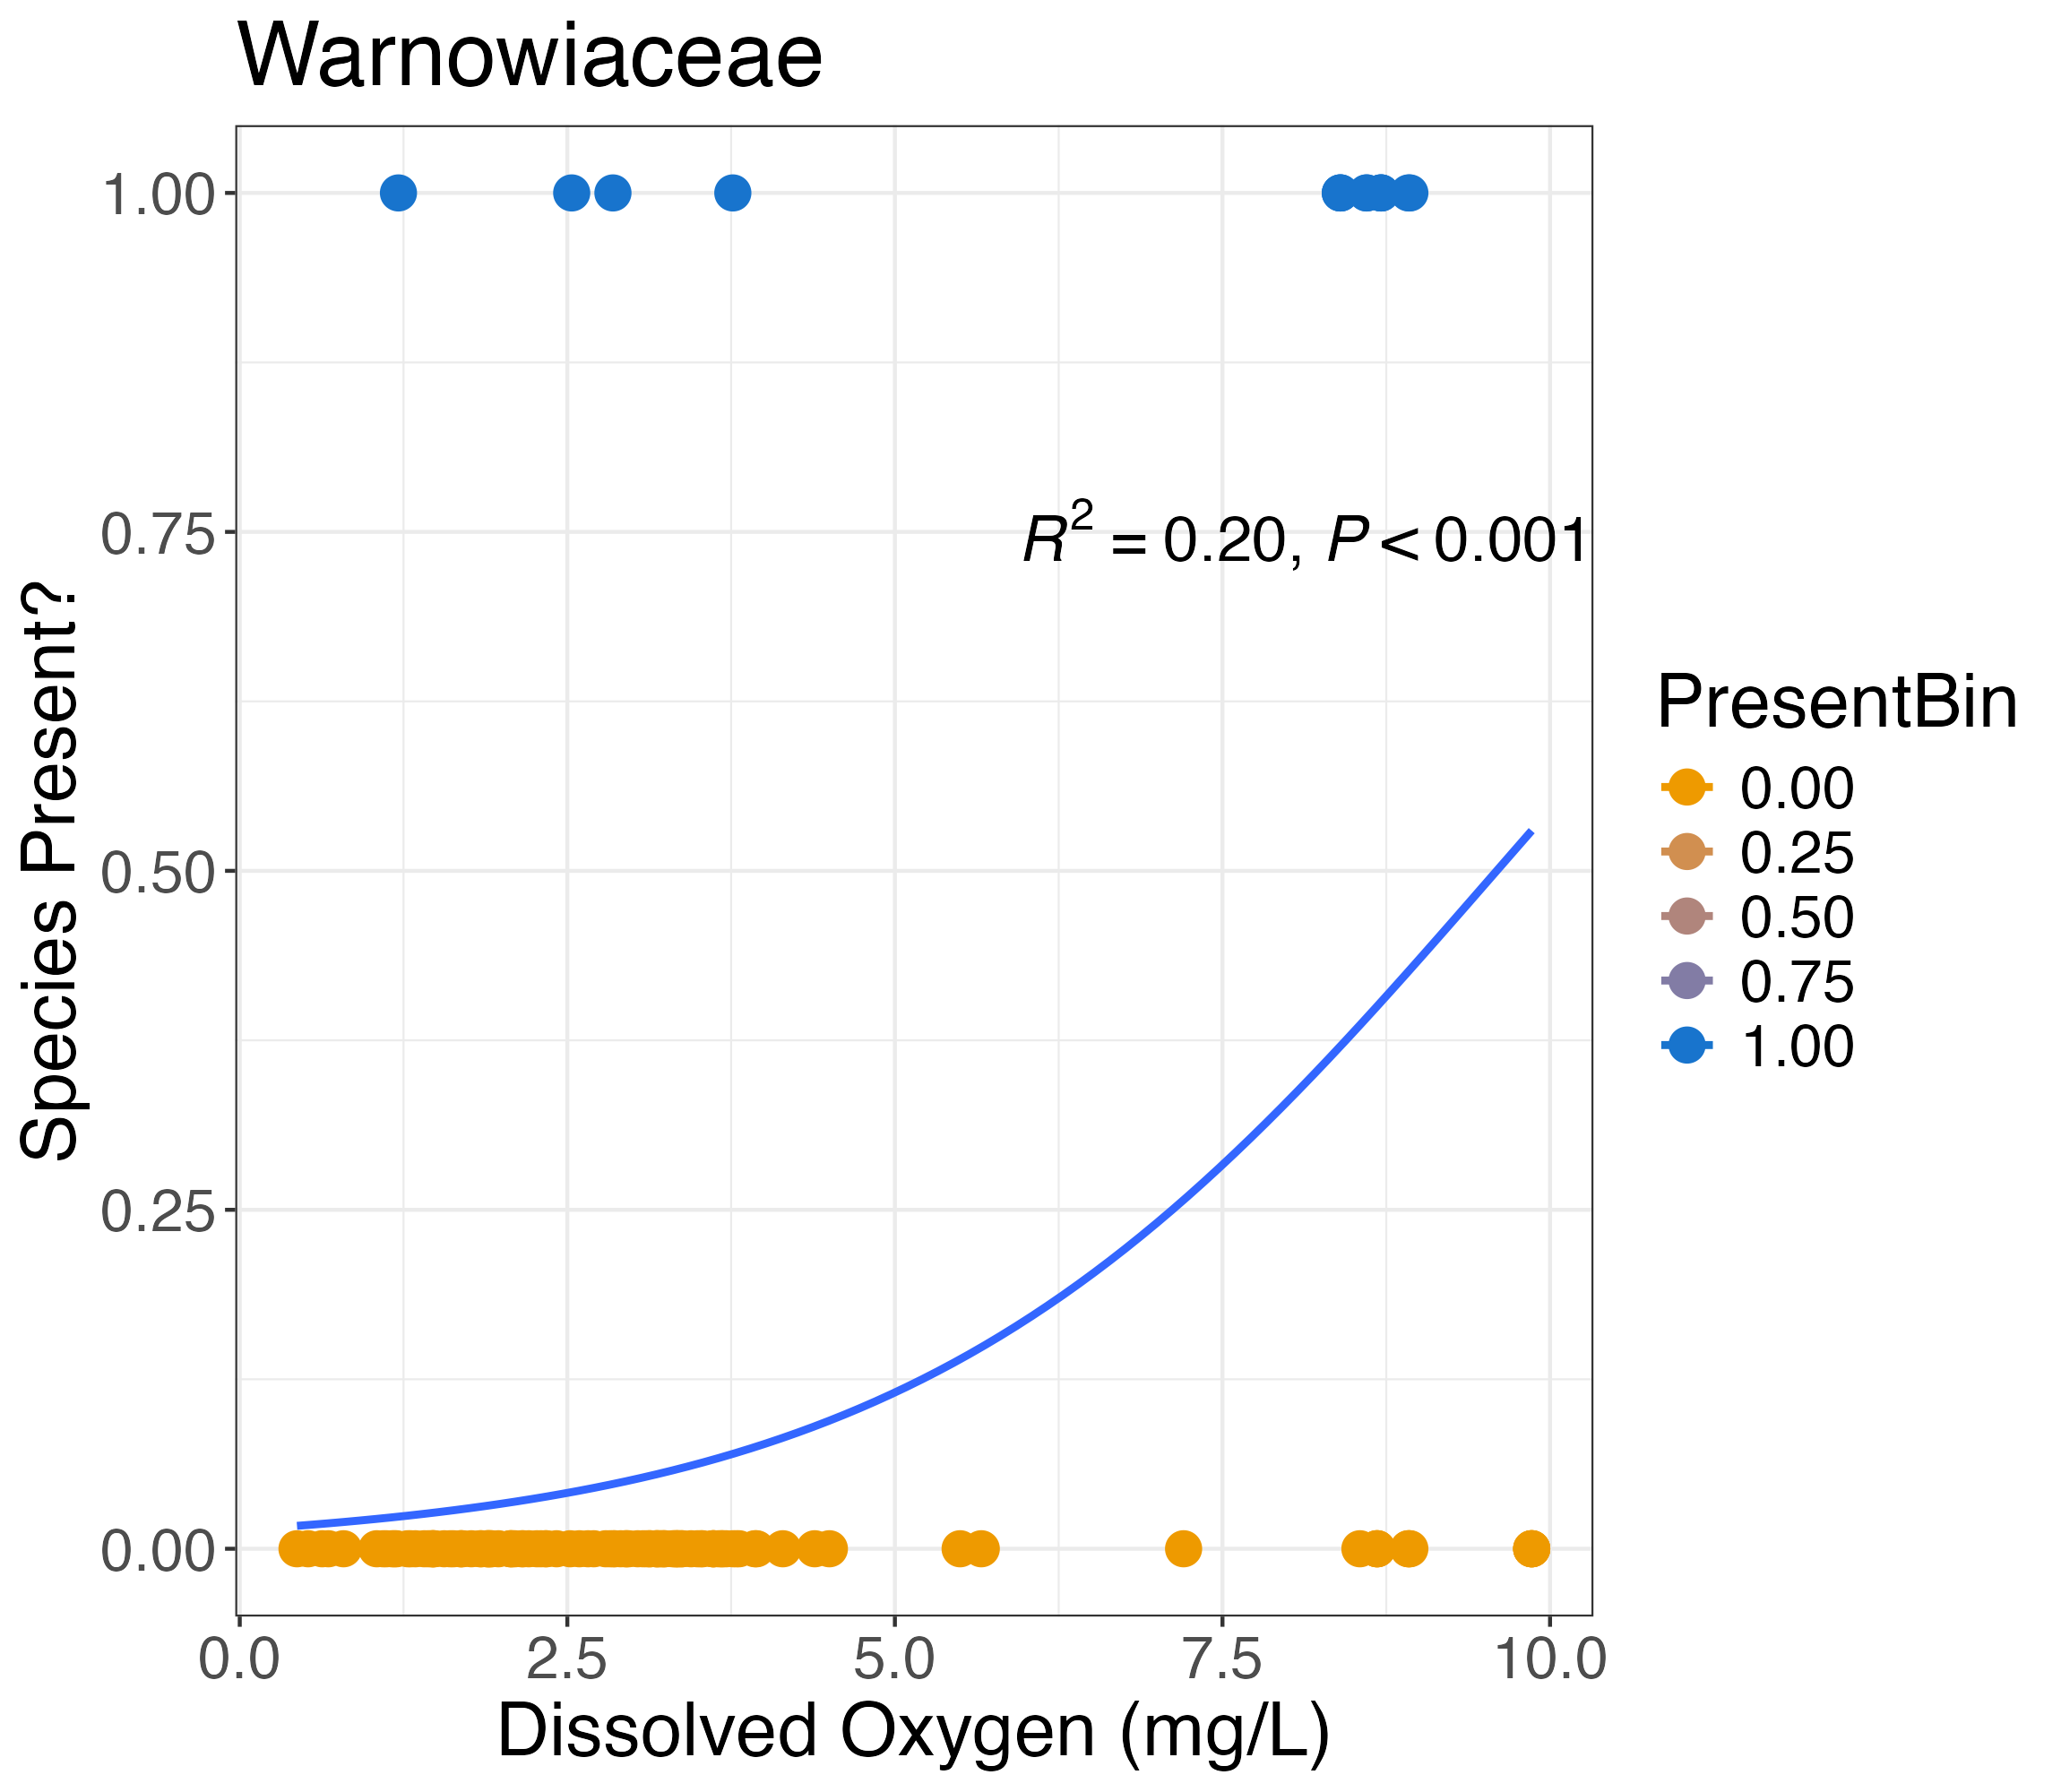 Warnowiaceae
1.00
0.75
0.50
0.25
0.00
Species Present?
R² = 0.20, P < 0.001
0.0 2.5 5.0 7.5 10.0
Dissolved Oxygen (mg/L)
PresentBin
0.00
0.25
0.50
0.75
1.00